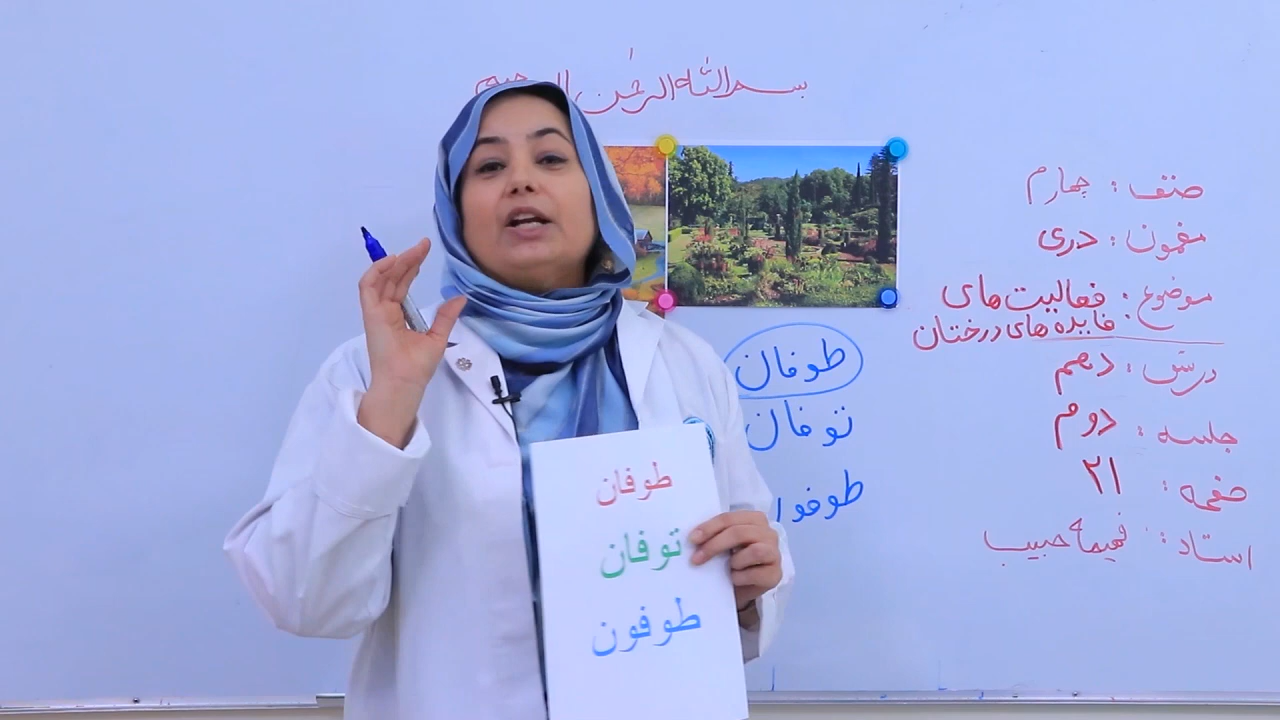 بسم الله الرحمن الرحیم
صنف: چهارم
مضمون: دری
موضوع: فعالیت های
فایده های درختان
درس: دهم
جلسه: دوم
صفحه: ۲۱
استاد: فهیمه حبیب
طوفان
توفان
طوفو
طوفان
توفان
طوفون